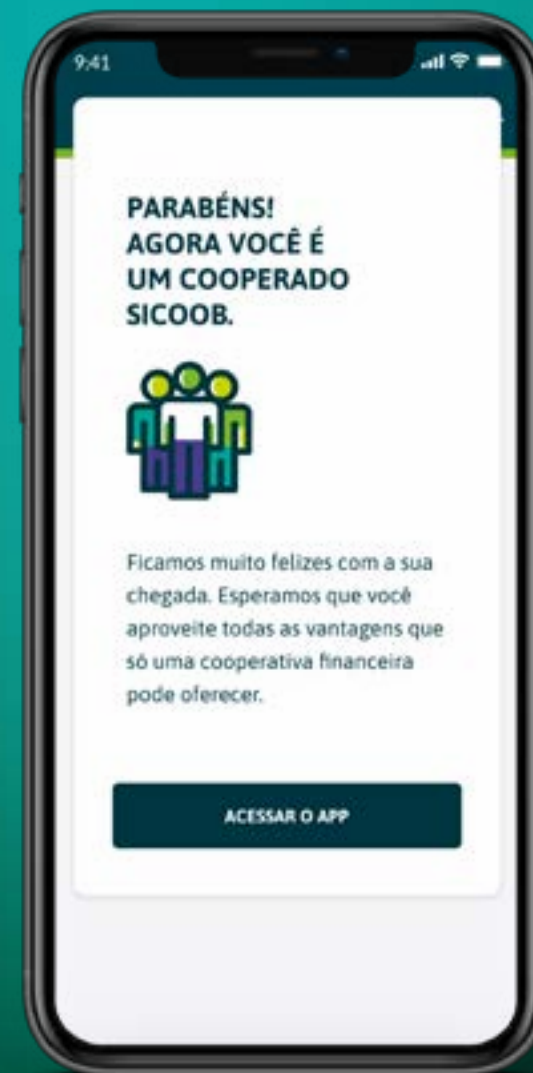 9:41
PARABÉNS!
AGORA VOCÊ É
UM COOPERADO
SICOOB.
Ficamos muito felizes com a sua
chegada. Esperamos que você
aproveite todas as vantagens que
só uma cooperativa financeira
pode oferecer.
ACESSAR O APP